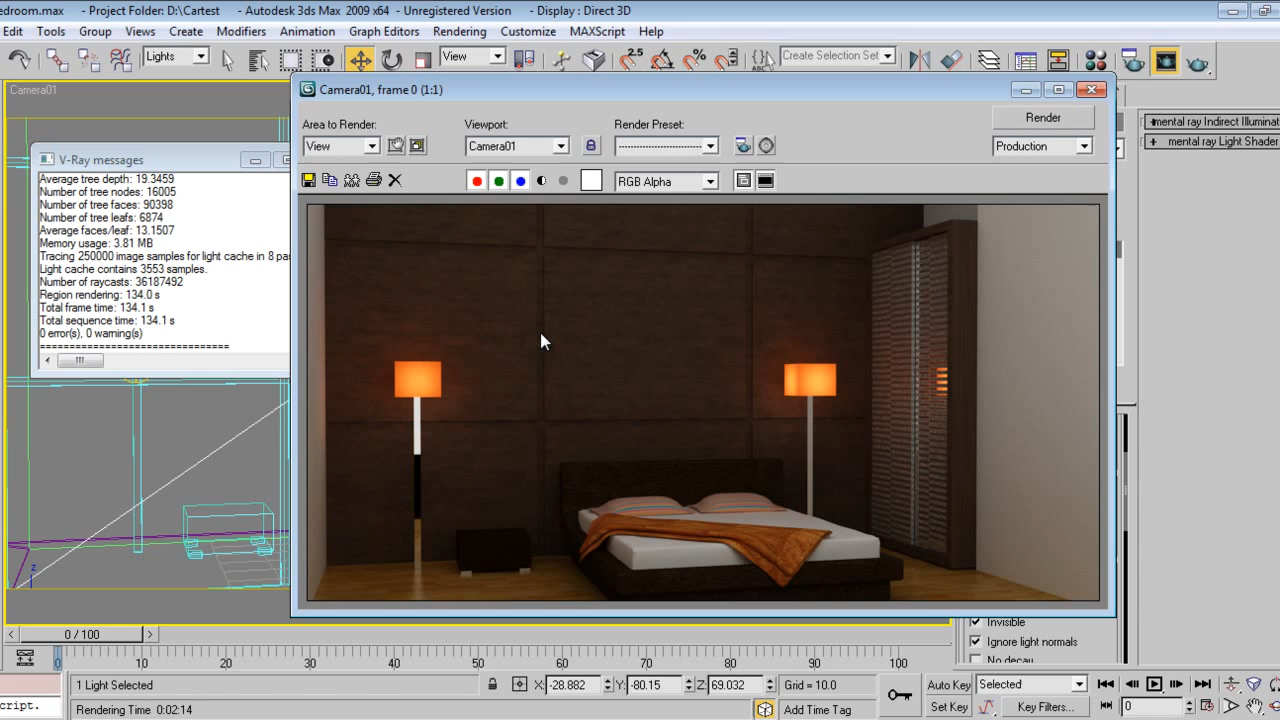 edroom.max - Project Folder: D:\Cartest - Autodesk 3ds Max 2009 x64 - Unregistered Version - Display : Direct 3D
Edit Tools Group Views Create Modifiers Animation Graph Editors Rendering Customize MAXScript Help
Lights View 2.5 Create Selection Set
Camera01
Camera01, frame 0 (1:1)
Area to Render: Viewport: Render Preset: Render
View Camera01 Production
RGB Alpha
mental ray Indirect Illuminat
mental ray Light Shader
V-Ray messages
Average tree depth: 19.3459
Number of tree nodes: 16005
Number of tree faces: 90398
Number of tree leafs: 6874
Average faces/leaf: 13.1507
Memory usage: 3.81 MB
Tracing 250000 image samples for light cache in 8 pa
Light cache contains 3553 samples.
Number of raycasts: 36187492
Region rendering: 134.0 s
Total frame time: 134.1 s
Total sequence time: 134.1 s
0 error(s), 0 warning(s)
==============================
z
Invisible
Ignore light normals
No decay
0 / 100
0 10 20 30 40 50 60 70 80 90 100
1 Light Selected X: -28.882 Y: -80.15 Z: 69.032 Grid = 10.0 Auto Key Selected
cript. Rendering Time 0:02:14 Add Time Tag Set Key Key Filters... 0